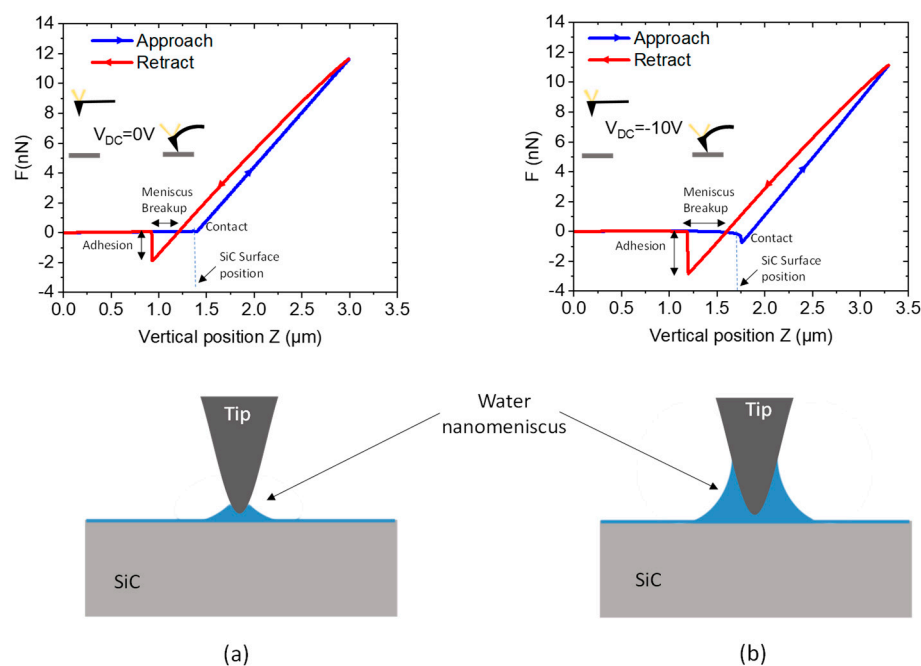 14
12
10
8
6
4
2
0
-2
-4
F(nN)
Approach
Retract
V_DC=0V
Meniscus
Breakup
Adhesion
Contact
SiC Surface
position
0.0 0.5 1.0 1.5 2.0 2.5 3.0 3.5
Vertical position Z (µm)
14
12
10
8
6
4
2
0
-2
-4
F (nN)
Approach
Retract
V_DC=-10V
Meniscus
Breakup
Adhesion
Contact
SiC Surface
position
0.0 0.5 1.0 1.5 2.0 2.5 3.0 3.5
Vertical position Z (µm)
Tip
Water
nanomeniscus
Tip
SiC
SiC
(a)
(b)